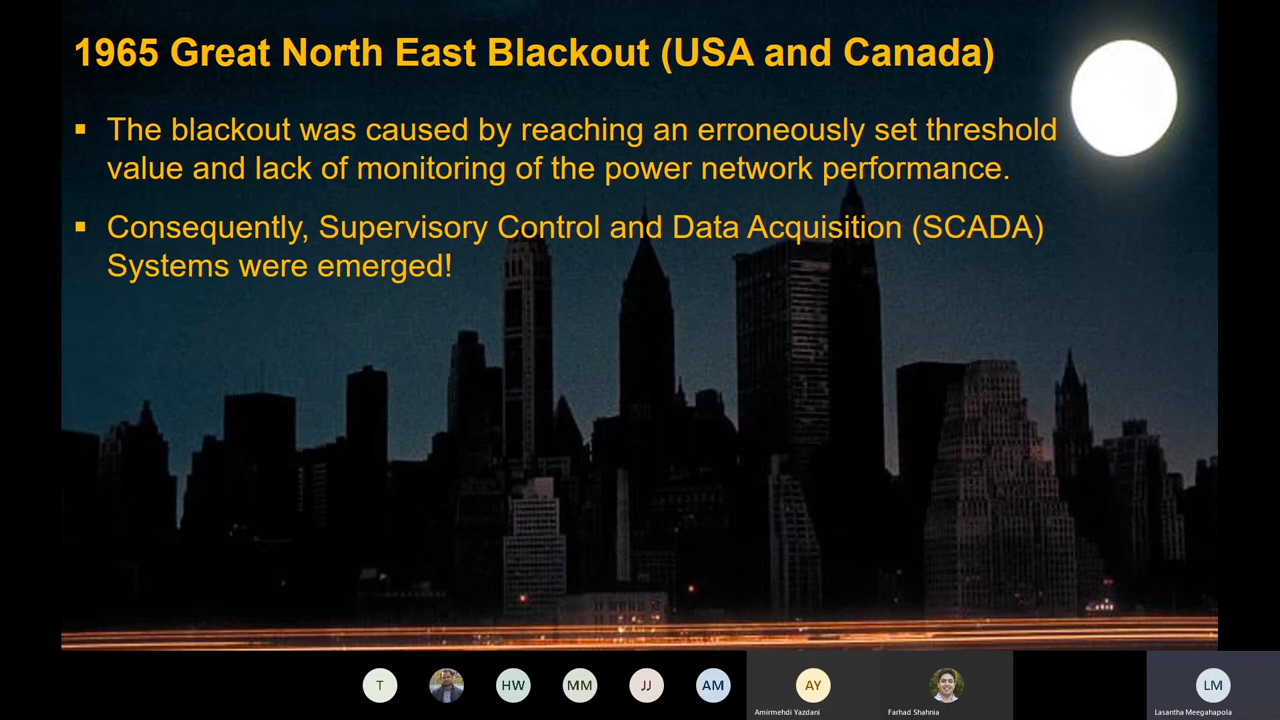 1965 Great North East Blackout (USA and Canada)
▪ The blackout was caused by reaching an erroneously set threshold
value and lack of monitoring of the power network performance.
▪ Consequently, Supervisory Control and Data Acquisition (SCADA)
Systems were emerged!
T HW MM JJ AM AY LM
Amirmehdi Yazdani Farhad Shahnia Lasantha Meegahapola